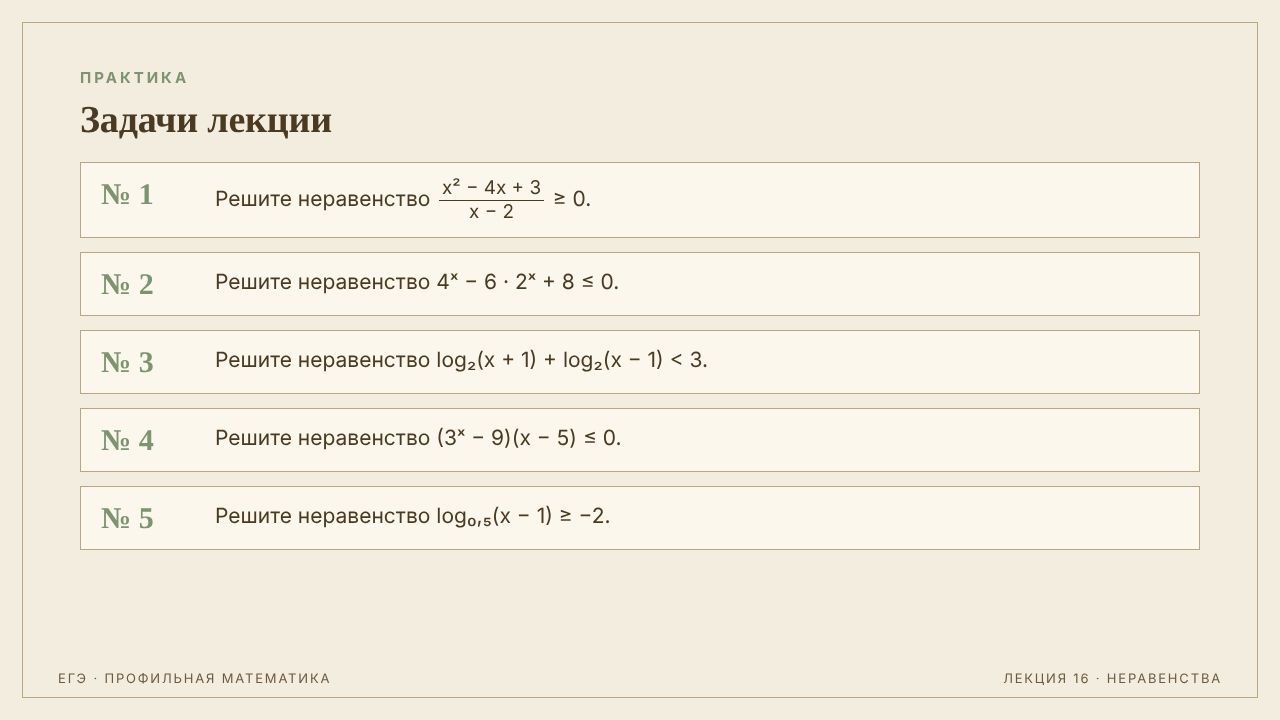 ПРАКТИКА
Задачи лекции
№ 1 Решите неравенство (x² − 4x + 3)/(x − 2) ≥ 0.
№ 2 Решите неравенство 4ˣ − 6 · 2ˣ + 8 ≤ 0.
№ 3 Решите неравенство log₂(x + 1) + log₂(x − 1) < 3.
№ 4 Решите неравенство (3ˣ − 9)(x − 5) ≤ 0.
№ 5 Решите неравенство log₀,₅(x − 1) ≥ −2.
ЕГЭ · ПРОФИЛЬНАЯ МАТЕМАТИКА
ЛЕКЦИЯ 16 · НЕРАВЕНСТВА